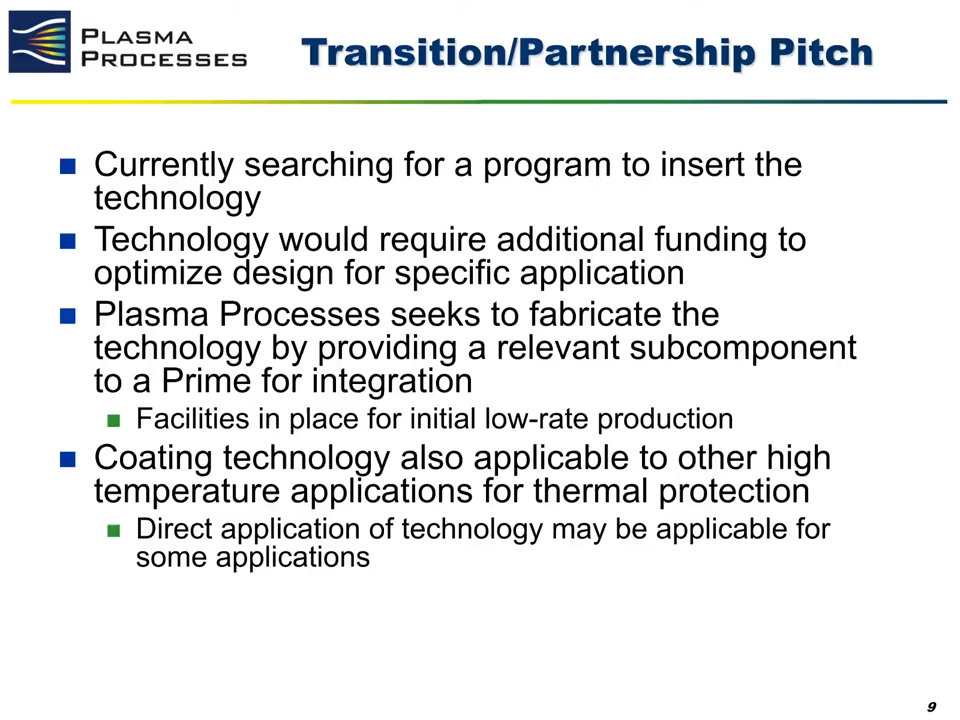 PLASMA
PROCESSES
Transition/Partnership Pitch
Currently searching for a program to insert the
technology
Technology would require additional funding to
optimize design for specific application
Plasma Processes seeks to fabricate the
technology by providing a relevant subcomponent
to a Prime for integration
Facilities in place for initial low-rate production
Coating technology also applicable to other high
temperature applications for thermal protection
Direct application of technology may be applicable for
some applications
9